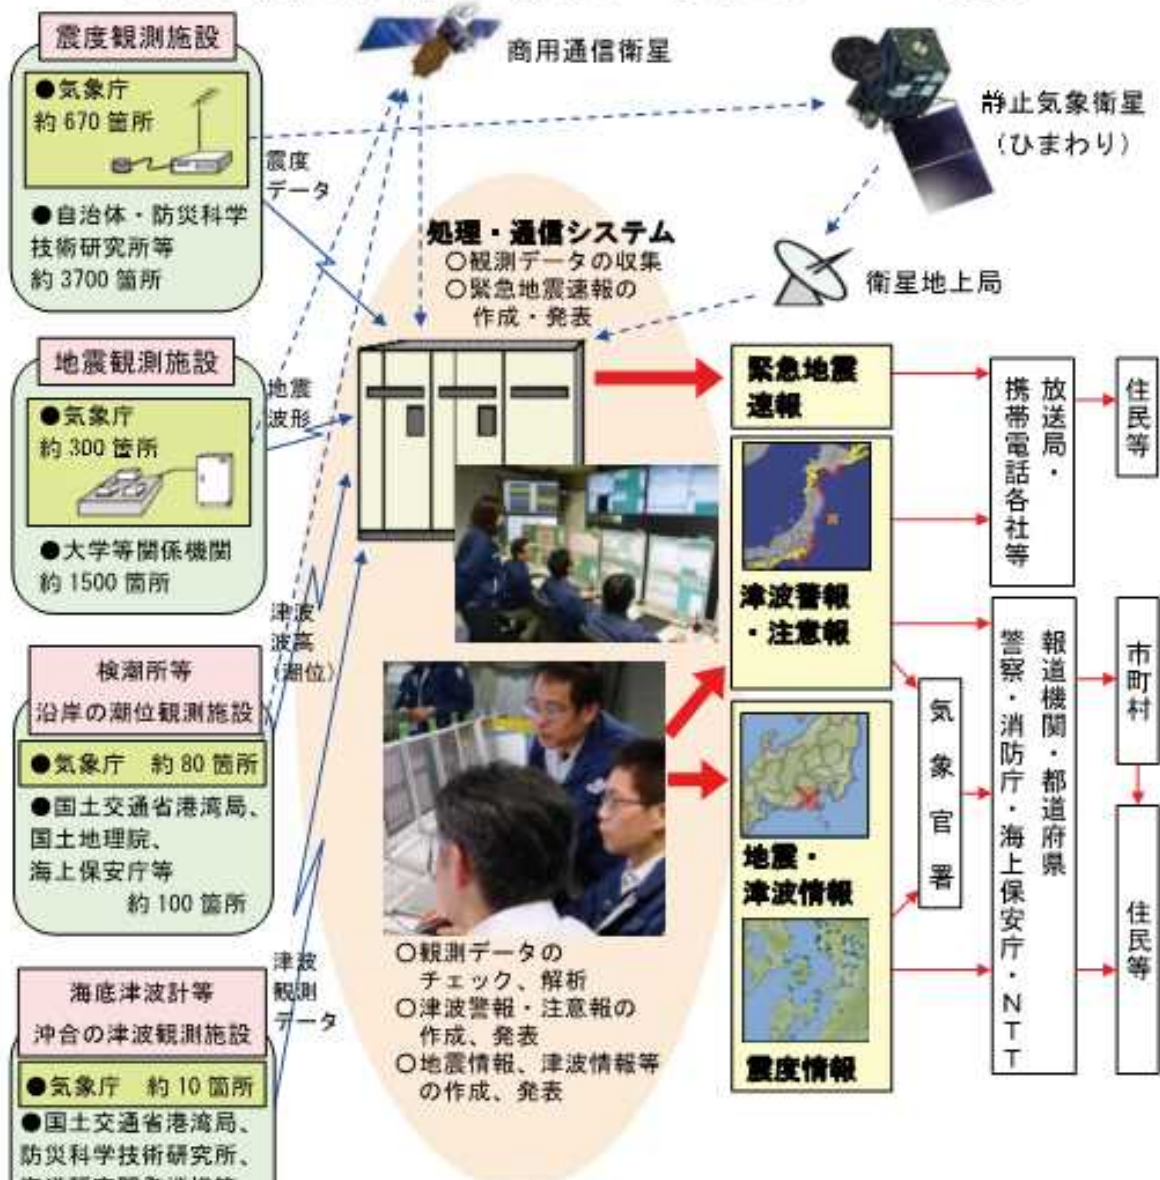 震度観測施設
●気象庁
約 670 箇所
●自治体・防災科学
技術研究所等
約 3700 箇所
震度
データ
商用通信衛星
静止気象衛星
(ひまわり)
衛星地上局
処理・通信システム
○観測データの収集
○緊急地震速報の
作成・発表
地震観測施設
●気象庁
約 300 箇所
●大学等関係機関
約 1500 箇所
地震
波形
検潮所等
沿岸の潮位観測施設
●気象庁 約 80 箇所
●国土交通省港湾局、
国土地理院、
海上保安庁等
約 100 箇所
津波
波高
(潮位)
海底津波計等
沖合の津波観測施設
●気象庁 約 10 箇所
●国土交通省港湾局、
防災科学技術研究所、
津波
観測
データ
○観測データの
チェック、解析
○津波警報・注意報の
作成、発表
○地震情報、津波情報等
の作成、発表
緊急地震
速報
津波警報
・注意報
地震・
津波情報
震度情報
気象官署
放送局・
携帯電話各社等
住民等
報道機関・都道府県
警察・消防庁・海上保安庁・NTT
市町村
住民等